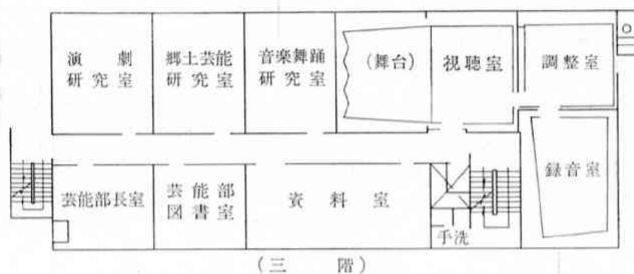 演劇
研究室
郷土芸能
研究室
音楽舞踊
研究室
(舞台)
視聴室
調整室
芸能部長室
芸能部
図書室
資料室
手洗
録音室
(三階)